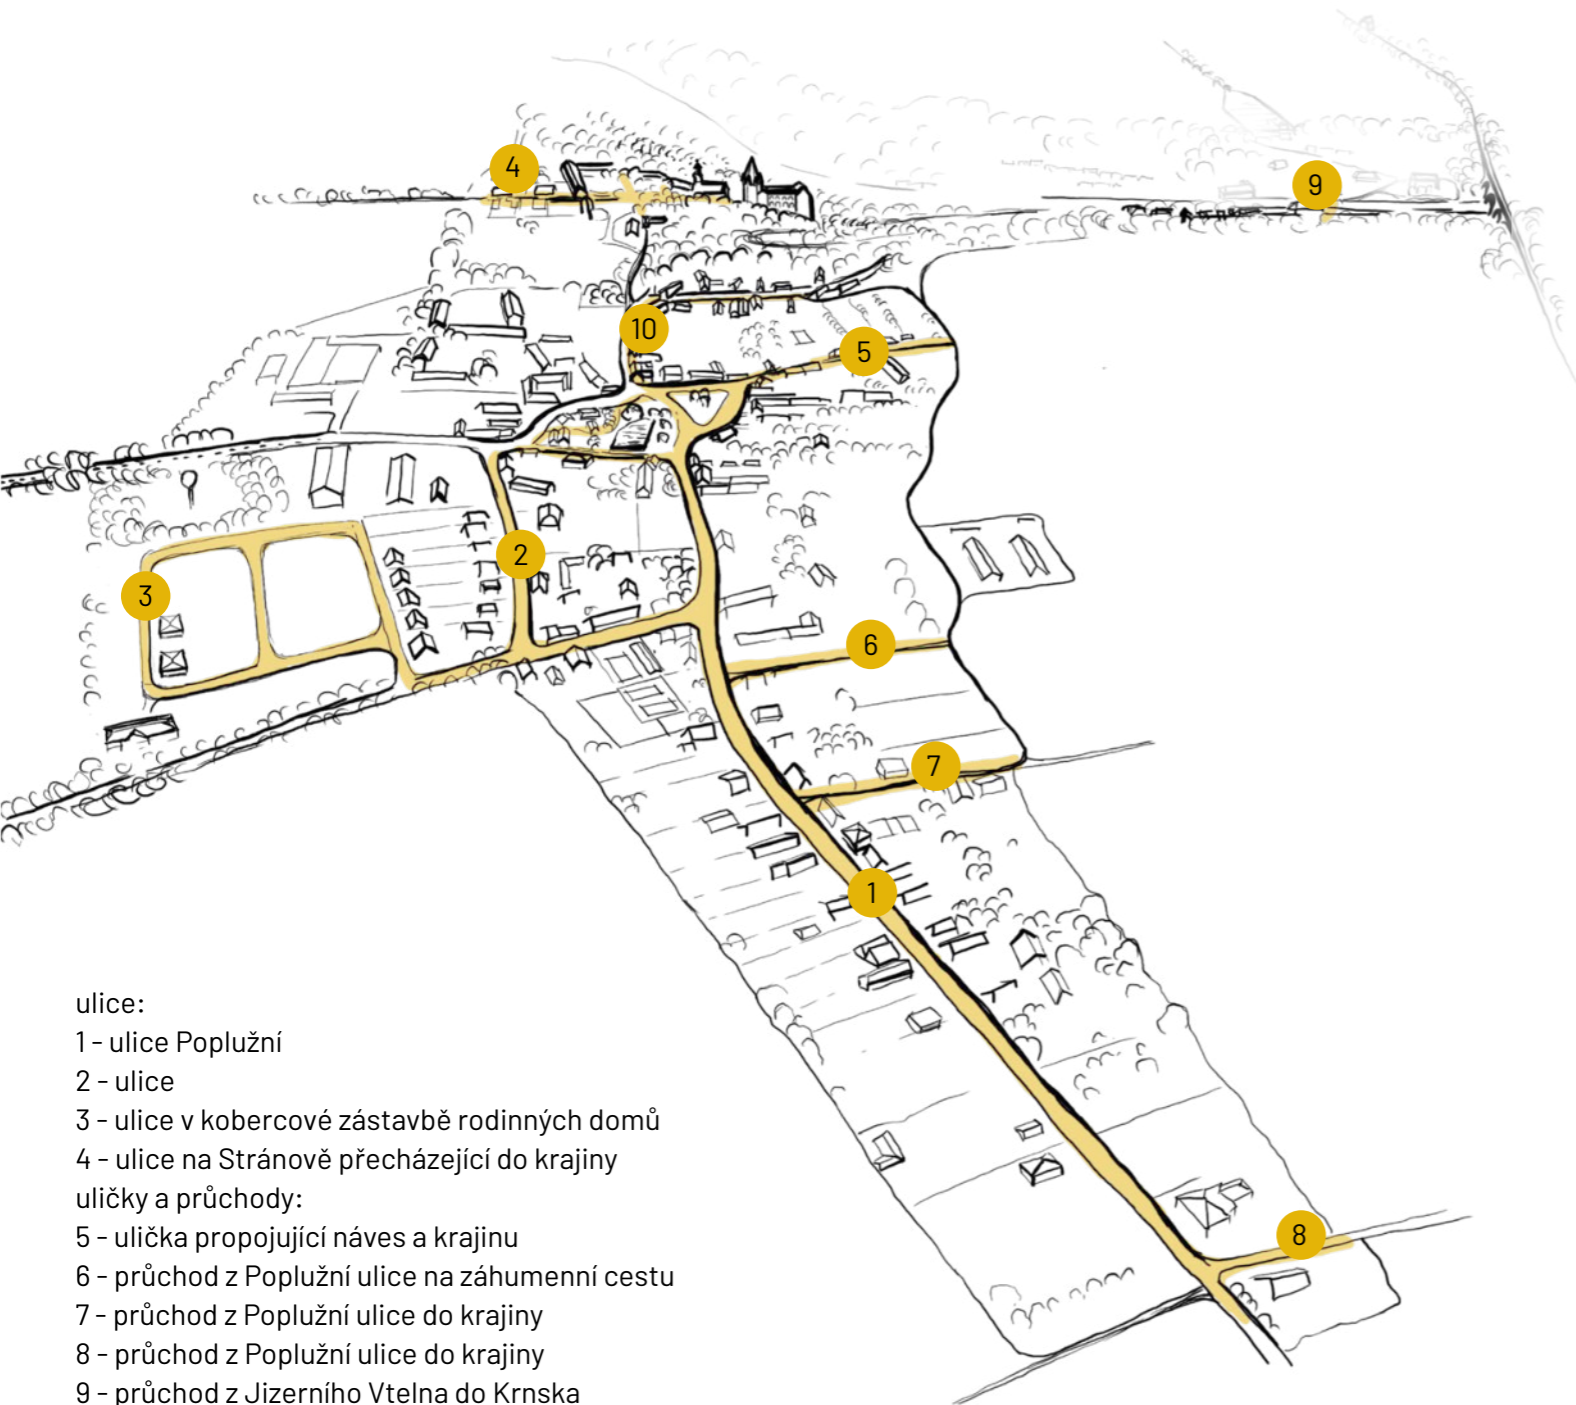 4
9
10
5
2
3
6
7
1
8
ulice:
1 - ulice Poplužní
2 - ulice
3 - ulice v kobercové zástavbě rodinných domů
4 - ulice na Stránově přecházející do krajiny
uličky a průchody:
5 - ulička propojující náves a krajinu
6 - průchod z Poplužní ulice na záhumenní cestu
7 - průchod z Poplužní ulice do krajiny
8 - průchod z Poplužní ulice do krajiny
9 - průchod z Jizerního Vtelna do Krnska